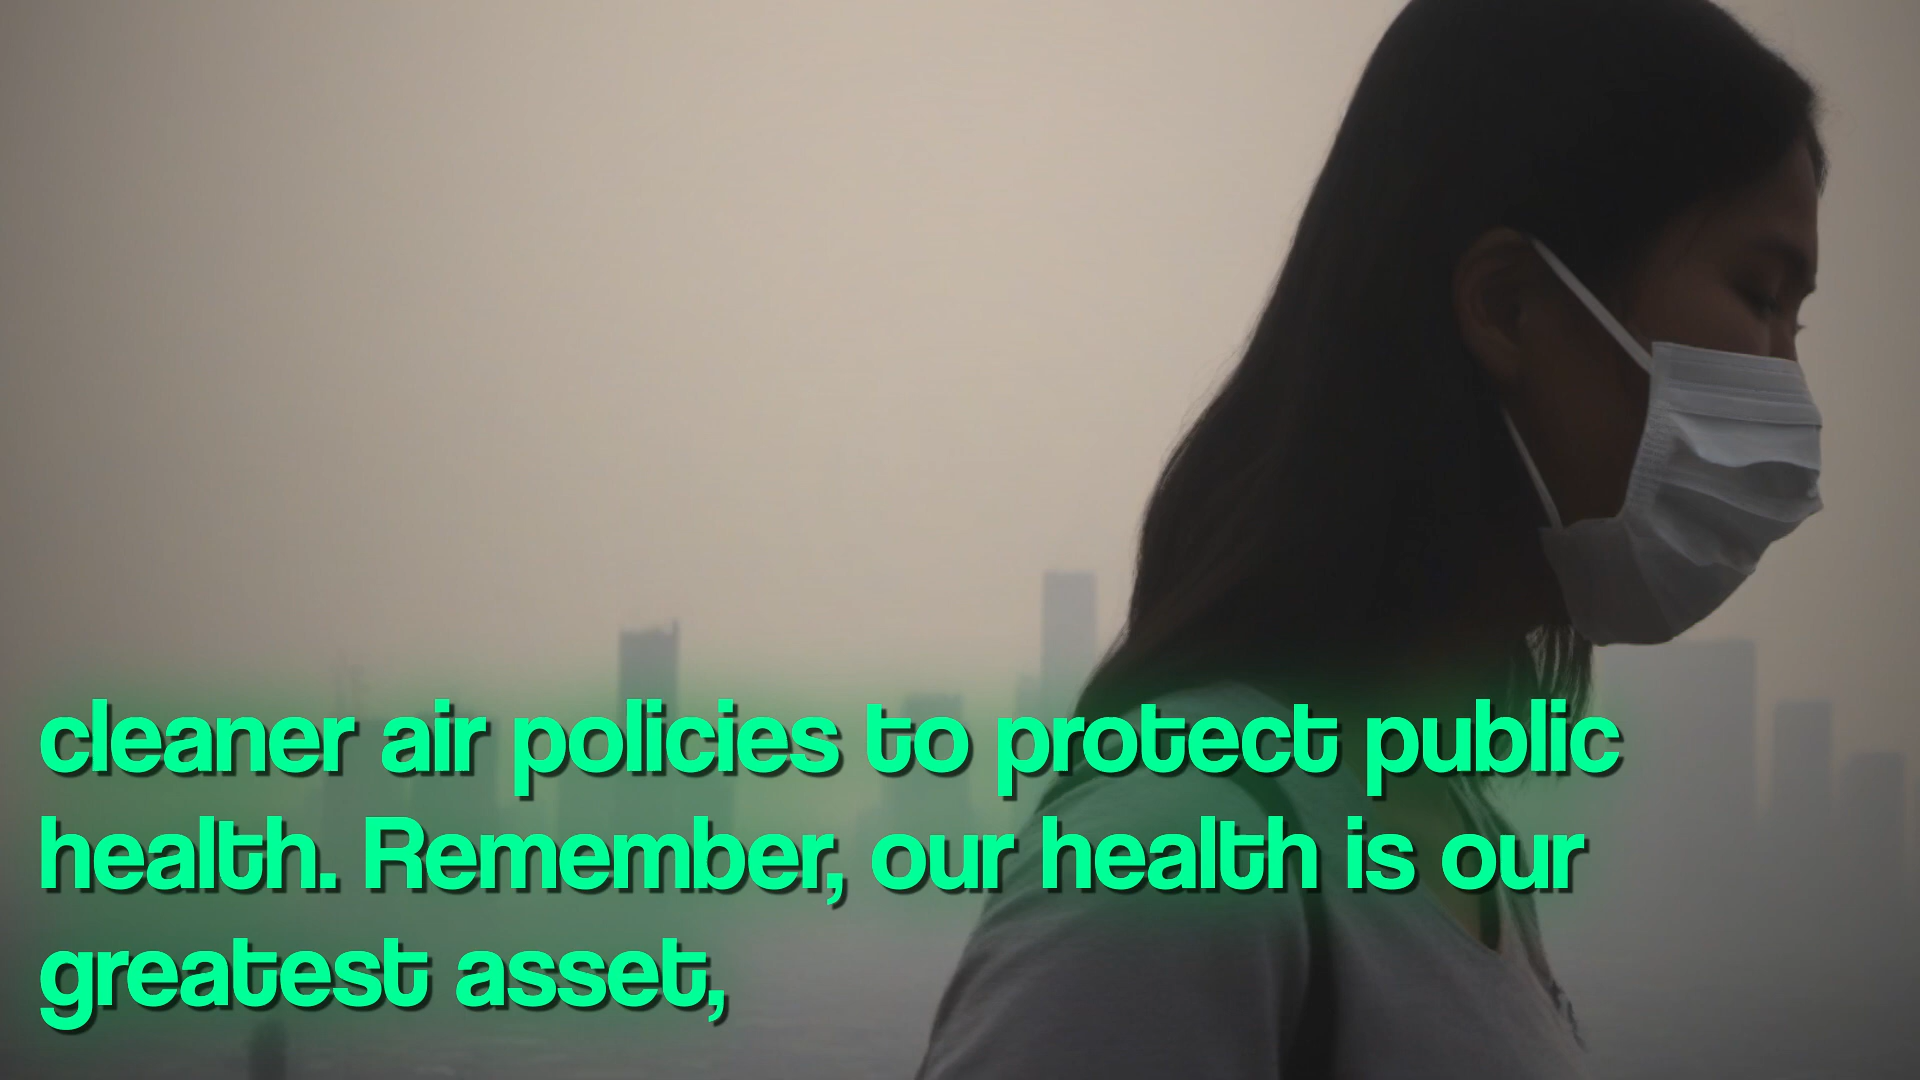 cleaner air policies to protect public
health. Remember, our health is our
greatest asset,